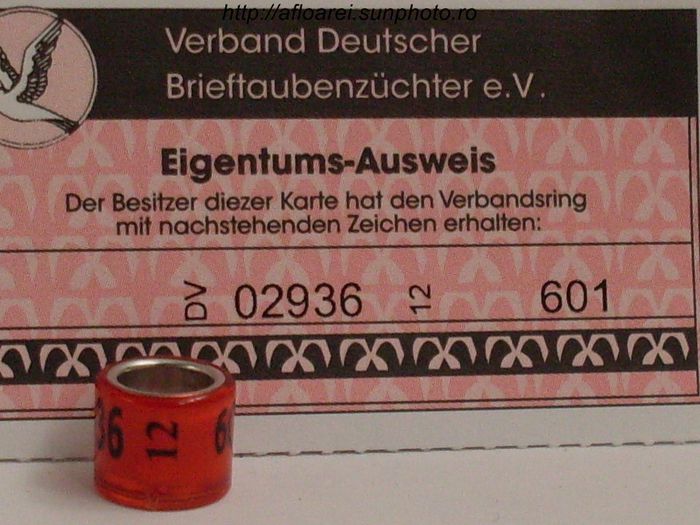 http://afloarei.sunphoto.ro
Verband Deutscher
Brieftaubenzüchter e.V.
Eigentums-Ausweis
Der Besitzer diezer Karte hat den Verbandsring
mit nachstehenden Zeichen erhalten:
DV 02936 12 601
36 12 60